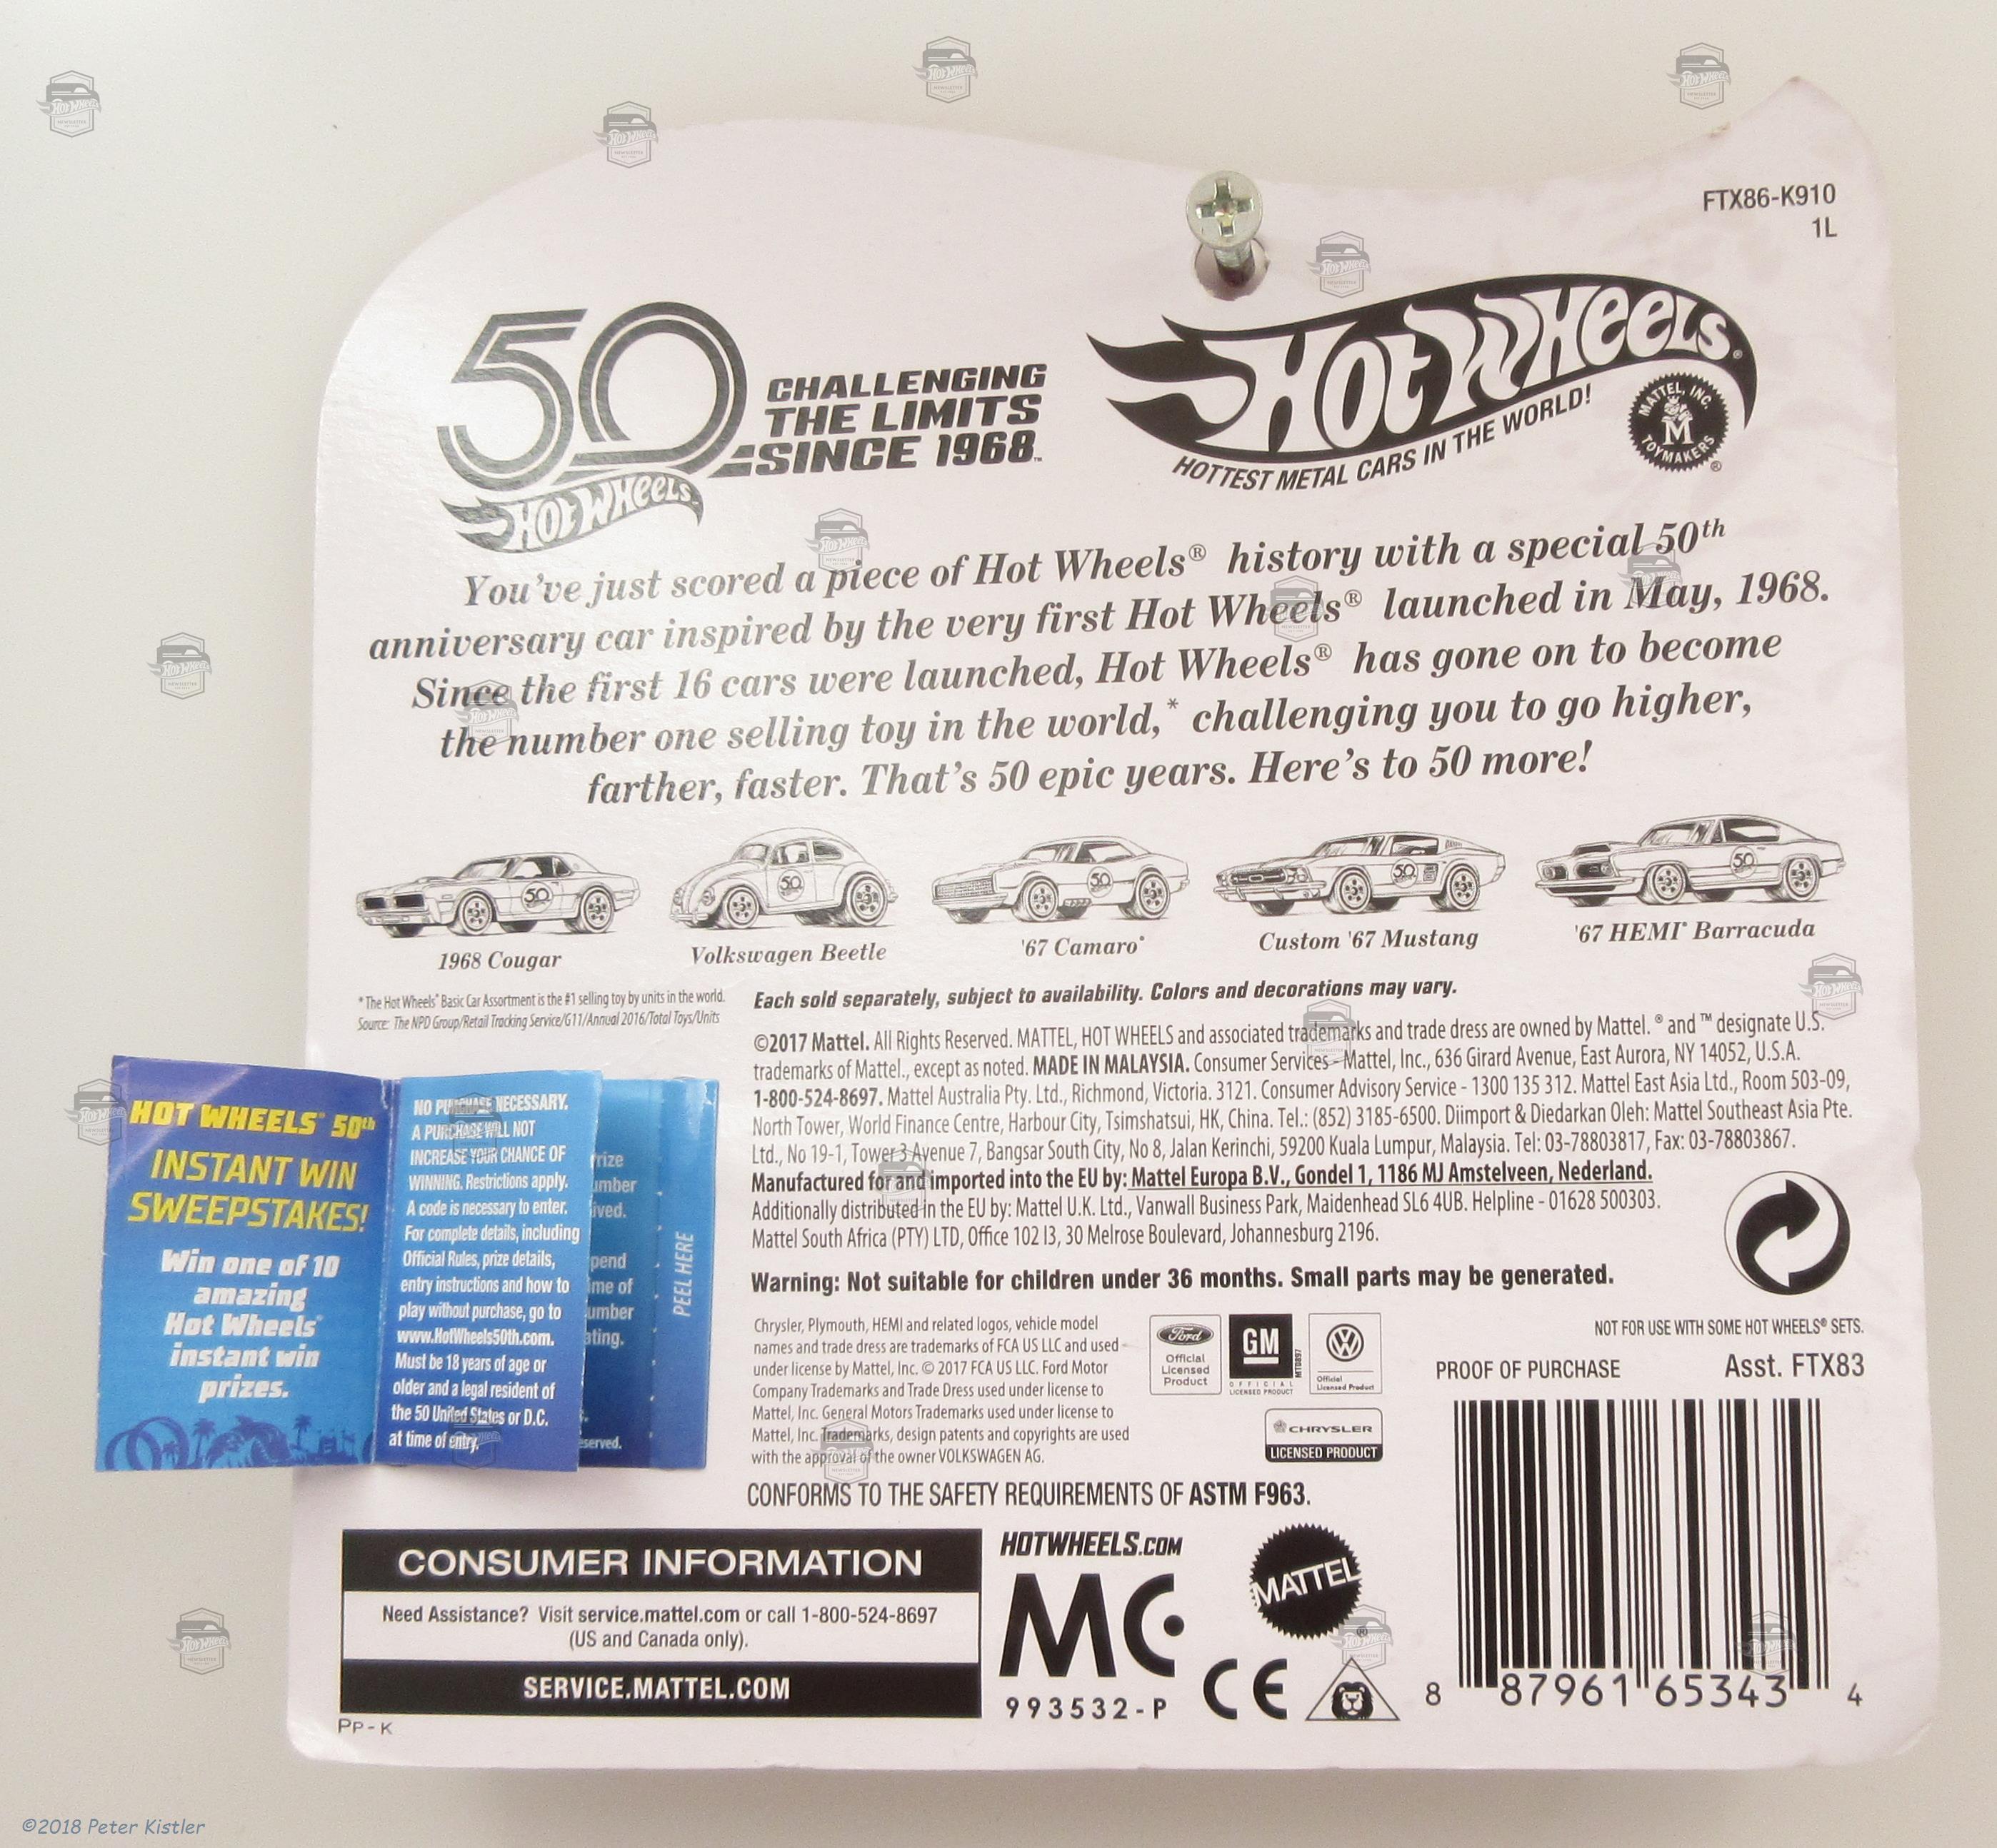 FTX86-K910
1L
50
CHALLENGING
THE LIMITS
SINCE 1968™
HOT WHEELS
HOT WHEELS®
HOTTEST METAL CARS IN THE WORLD!
MATTEL, INC.
M
TOYMAKERS®
You've just scored a piece of Hot Wheels® history with a special 50th
anniversary car inspired by the very first Hot Wheels® launched in May, 1968.
Since the first 16 cars were launched, Hot Wheels® has gone on to become
the number one selling toy in the world,* challenging you to go higher,
farther, faster. That's 50 epic years. Here's to 50 more!
50 50 50 50 50
1968 Cougar Volkswagen Beetle '67 Camaro® Custom '67 Mustang '67 HEMI® Barracuda
* The Hot Wheels® Basic Car Assortment is the #1 selling toy by units in the world.
Source: The NPD Group/Retail Tracking Service/G11/Annual 2016/Total Toys/Units
Each sold separately, subject to availability. Colors and decorations may vary.
©2017 Mattel. All Rights Reserved. MATTEL, HOT WHEELS and associated trademarks and trade dress are owned by Mattel. ® and ™ designate U.S.
trademarks of Mattel., except as noted. MADE IN MALAYSIA. Consumer Services - Mattel, Inc., 636 Girard Avenue, East Aurora, NY 14052, U.S.A.
1-800-524-8697. Mattel Australia Pty. Ltd., Richmond, Victoria. 3121. Consumer Advisory Service - 1300 135 312. Mattel East Asia Ltd., Room 503-09,
North Tower, World Finance Centre, Harbour City, Tsimshatsui, HK, China. Tel.: (852) 3185-6500. Diimport & Diedarkan Oleh: Mattel Southeast Asia Pte.
Ltd., No 19-1, Tower 3 Avenue 7, Bangsar South City, No 8, Jalan Kerinchi, 59200 Kuala Lumpur, Malaysia. Tel: 03-78803817, Fax: 03-78803867.
Manufactured for and imported into the EU by: Mattel Europa B.V., Gondel 1, 1186 MJ Amstelveen, Nederland.
Additionally distributed in the EU by: Mattel U.K. Ltd., Vanwall Business Park, Maidenhead SL6 4UB. Helpline - 01628 500303.
Mattel South Africa (PTY) LTD, Office 102 I3, 30 Melrose Boulevard, Johannesburg 2196.
Warning: Not suitable for children under 36 months. Small parts may be generated.
HOT WHEELS® 50th
INSTANT WIN
SWEEPSTAKES!
Win one of 10
amazing
Hot Wheels®
instant win
prizes.
NO PURCHASE NECESSARY.
A PURCHASE WILL NOT
INCREASE YOUR CHANCE OF
WINNING. Restrictions apply.
A code is necessary to enter.
For complete details, including
Official Rules, prize details,
entry instructions and how to
play without purchase, go to
www.HotWheels50th.com.
Must be 18 years of age or
older and a legal resident of
the 50 United States or D.C.
at time of entry.
rize
umber
ived.
pend
me of
umber
ating.
eserved.
PEEL HERE
Chrysler, Plymouth, HEMI and related logos, vehicle model
names and trade dress are trademarks of FCA US LLC and used
under license by Mattel, Inc. © 2017 FCA US LLC. Ford Motor
Company Trademarks and Trade Dress used under license to
Mattel, Inc. General Motors Trademarks used under license to
Mattel, Inc. Trademarks, design patents and copyrights are used
with the approval of the owner VOLKSWAGEN AG.
Ford
Official
Licensed
Product
GM
OFFICIAL
LICENSED PRODUCT
MT0897
VW
Official
Licensed Product
CHRYSLER
LICENSED PRODUCT
NOT FOR USE WITH SOME HOT WHEELS® SETS.
PROOF OF PURCHASE Asst. FTX83
CONFORMS TO THE SAFETY REQUIREMENTS OF ASTM F963.
CONSUMER INFORMATION
Need Assistance? Visit service.mattel.com or call 1-800-524-8697
(US and Canada only).
SERVICE.MATTEL.COM
PP-K
HOTWHEELS.COM
MC
993532-P
MATTEL®
CE
8 87961 65343 4
©2018 Peter Kistler